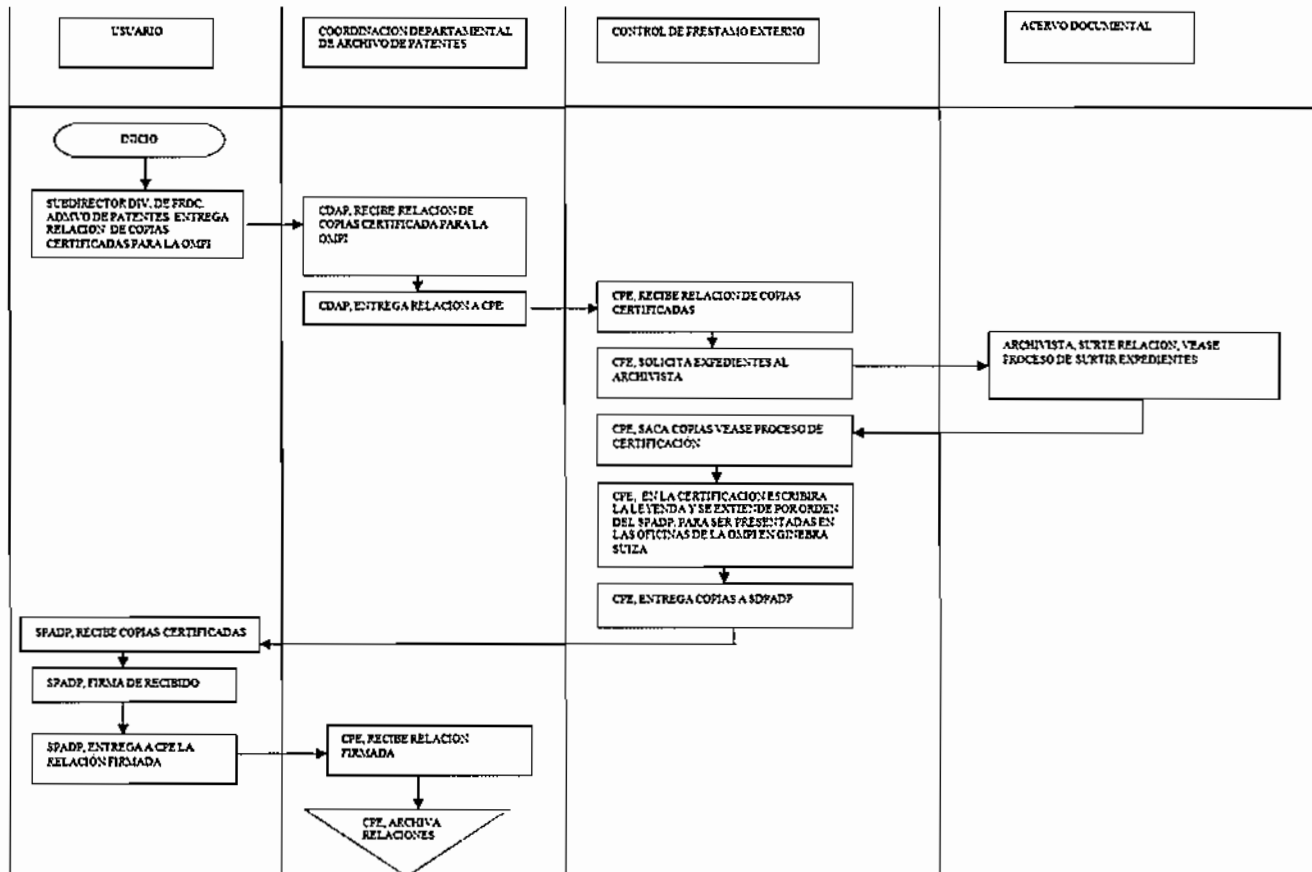 USUARIO
COORDINACION DEPARTAMENTAL
DE ARCHIVO DE PATENTES
CONTROL DE PRESTAMO EXTERNO
ACERVO DOCUMENTAL
INICIO
SUBDIRECTOR DIV. DE PROC.
ADMVO DE PATENTES ENTREGA
RELACION DE COPIAS
CERTIFICADAS PARA LA OMPI
CDAP, RECIBE RELACION DE
COPIAS CERTIFICADA PARA LA
OMPI
CDAP, ENTREGA RELACION A CPE
CPE, RECIBE RELACION DE COPIAS
CERTIFICADAS
CPE, SOLICITA EXPEDIENTES AL
ARCHIVISTA
ARCHIVISTA, SURTE RELACION, VEASE
PROCESO DE SURTIR EXPEDIENTES
CPE, SACA COPIAS VEASE PROCESO DE
CERTIFICACIÓN
CPE, EN LA CERTIFICACION ESCRIBIRA
LA LEYENDA Y SE EXTIENDE POR ORDEN
DEL SPADP, PARA SER PRESENTADAS EN
LAS OFICINAS DE LA OMPI EN GINEBRA
SUIZA
CPE, ENTREGA COPIAS A SDPADP
SPADP, RECIBE COPIAS CERTIFICADAS
SPADP, FIRMA DE RECIBIDO
SPADP, ENTREGA A CPE LA
RELACIÓN FIRMADA
CPE, RECIBE RELACION
FIRMADA
CPE, ARCHIVA
RELACIONES